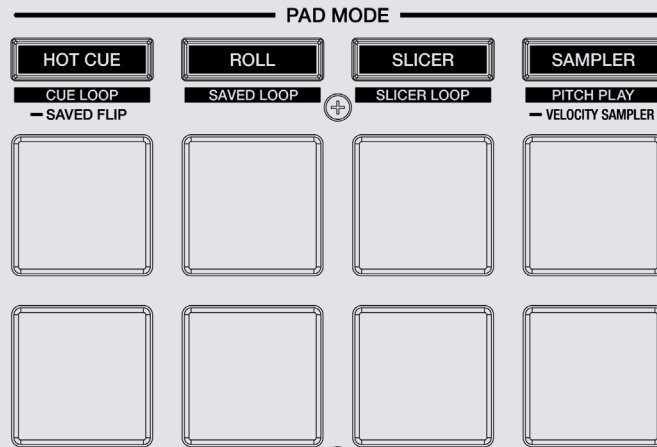 PAD MODE
HOT CUE
ROLL
SLICER
SAMPLER
CUE LOOP
SAVED LOOP
SLICER LOOP
PITCH PLAY
– SAVED FLIP
– VELOCITY SAMPLER